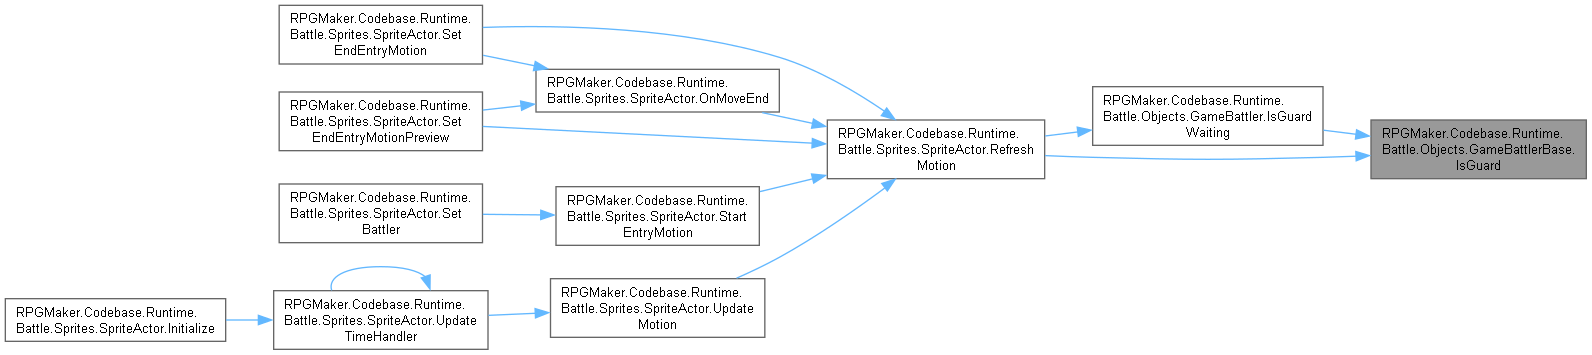 RPGMaker.Codebase.Runtime.
Battle.Sprites.SpriteActor.Set
EndEntryMotion
RPGMaker.Codebase.Runtime.
Battle.Sprites.SpriteActor.OnMoveEnd
RPGMaker.Codebase.Runtime.
Battle.Sprites.SpriteActor.Set
EndEntryMotionPreview
RPGMaker.Codebase.Runtime.
Battle.Objects.GameBattler.IsGuard
Waiting
RPGMaker.Codebase.Runtime.
Battle.Sprites.SpriteActor.Refresh
Motion
RPGMaker.Codebase.Runtime.
Battle.Objects.GameBattlerBase.
IsGuard
RPGMaker.Codebase.Runtime.
Battle.Sprites.SpriteActor.Set
Battler
RPGMaker.Codebase.Runtime.
Battle.Sprites.SpriteActor.Start
EntryMotion
RPGMaker.Codebase.Runtime.
Battle.Sprites.SpriteActor.Update
Motion
RPGMaker.Codebase.Runtime.
Battle.Sprites.SpriteActor.Update
TimeHandler
RPGMaker.Codebase.Runtime.
Battle.Sprites.SpriteActor.Initialize